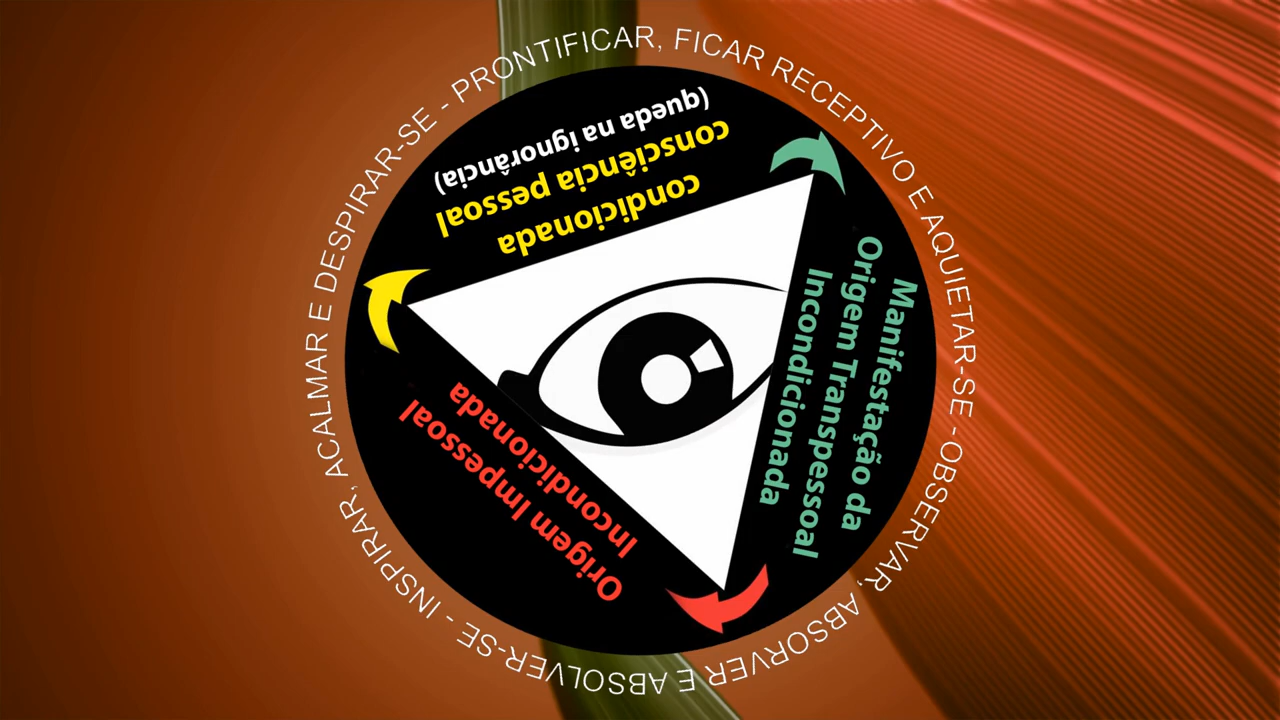 PRONTIFICAR, FICAR RECEPTIVO E AQUIETAR-SE - OBSERVAR, ABSORVER E ABSOLVER-SE - INSPIRAR, ACALMAR E DESPIRAR-SE -
condicionada
consciência pessoal
(queda na ignorância)
Manifestação da
Origem Transpessoal
Incondicionada
Origem Impessoal
Incondicionada